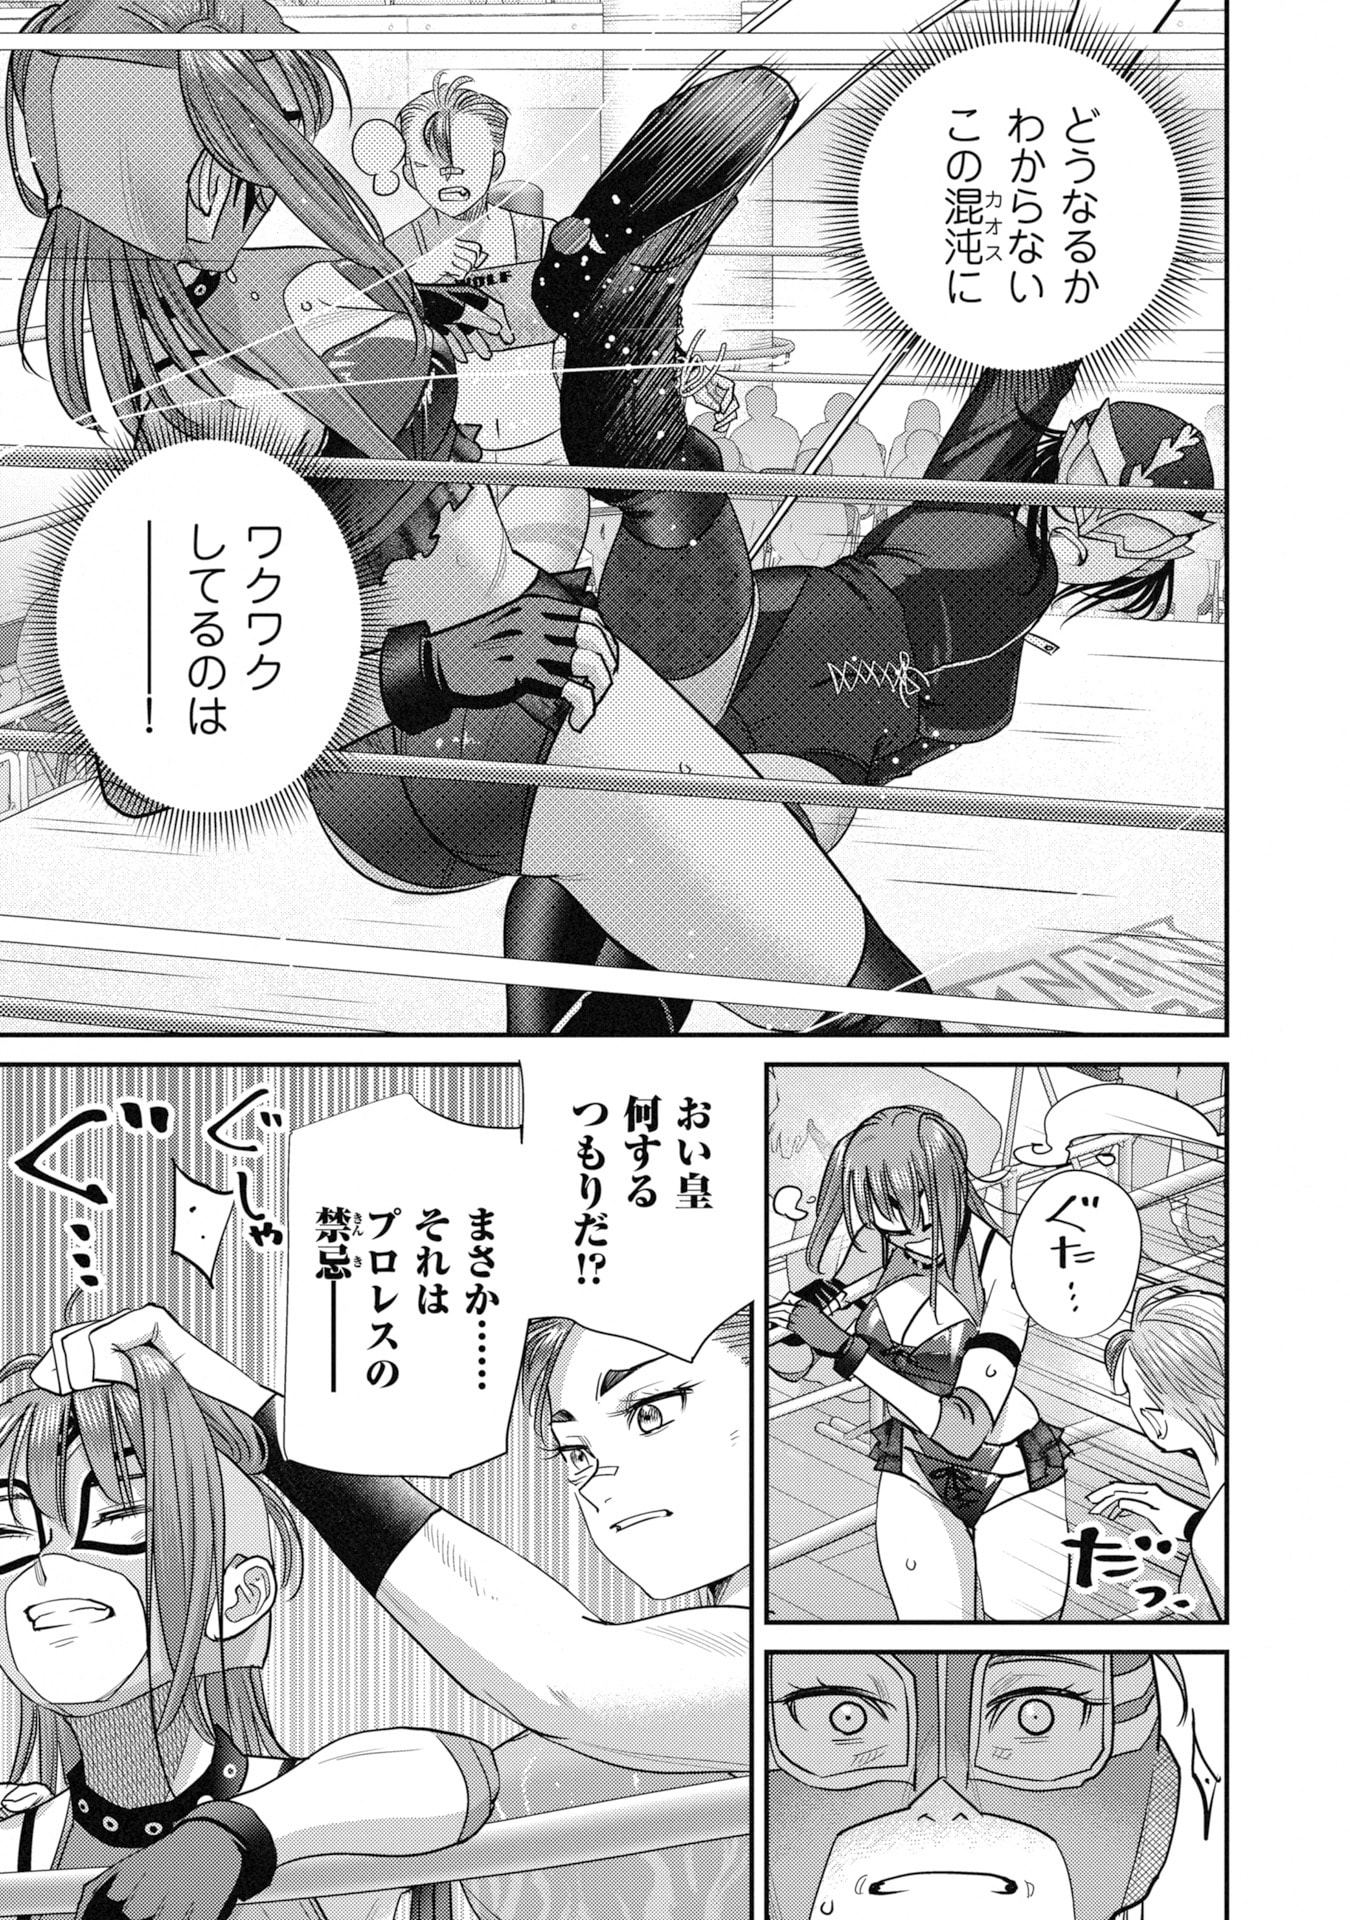 どうなるか
わからない
この混沌に
カオス
WOLF
ワクワク
してるのは
――!
ぐた…
だっ
おい皇
何する
つもりだ!?
まさか……
それは
プロレスの
禁忌――
きんき
ぐしゃ
ぐ…